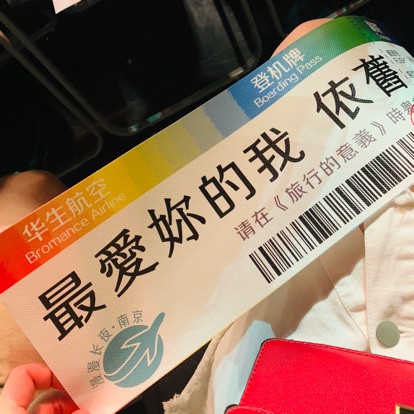 华生航空
Bromance Airline
登机牌
Boarding Pass
最愛妳的我 依舊
请在《旅行的意義》時與
漫漫长夜·南京